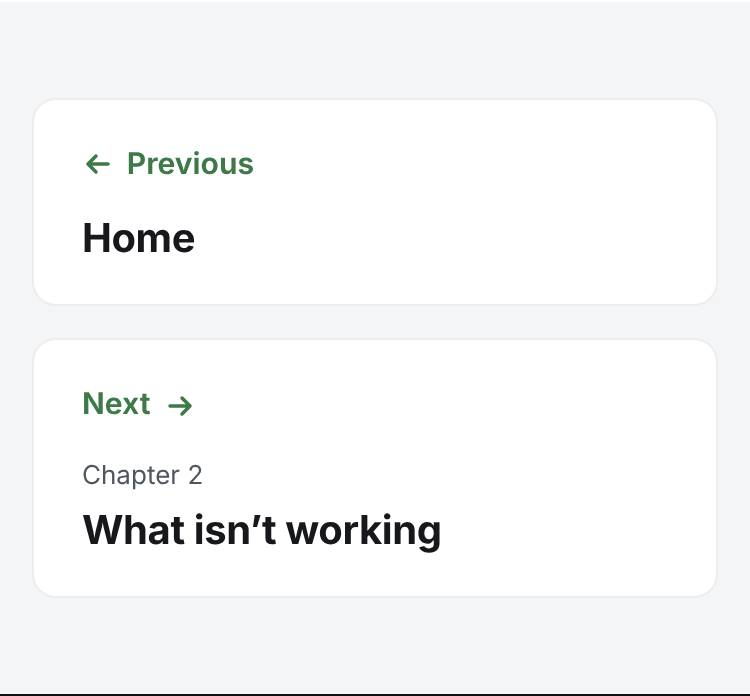 ← Previous
Home
Next →
Chapter 2
What isn’t working